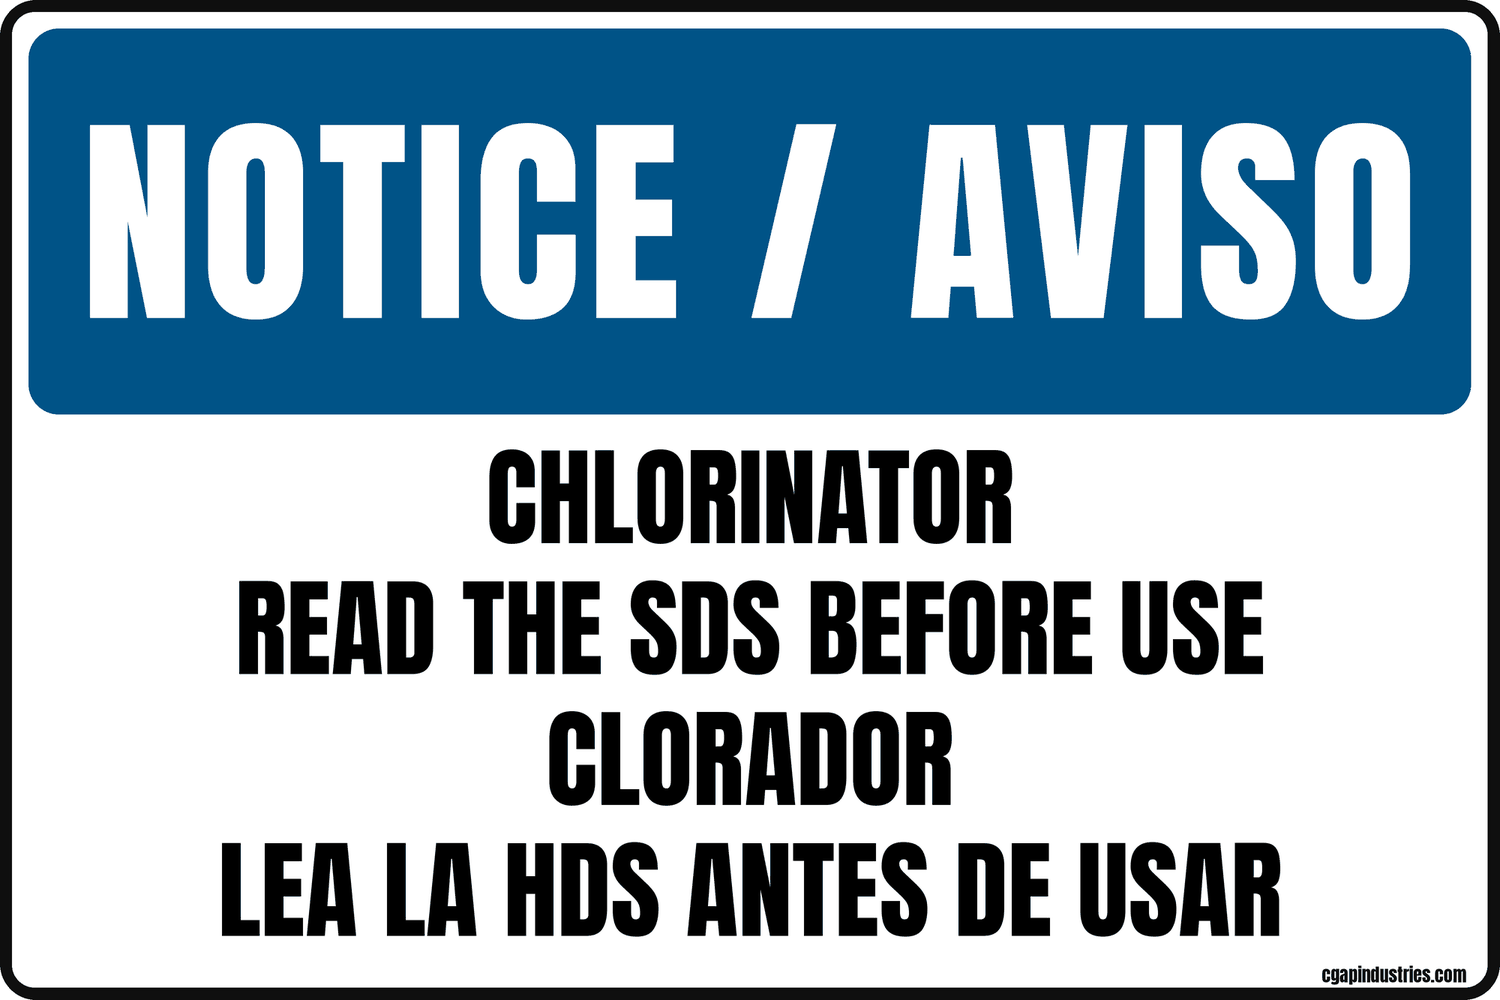 NOTICE / AVISO
CHLORINATOR
READ THE SDS BEFORE USE
CLORADOR
LEA LA HDS ANTES DE USAR
cgapindustries.com